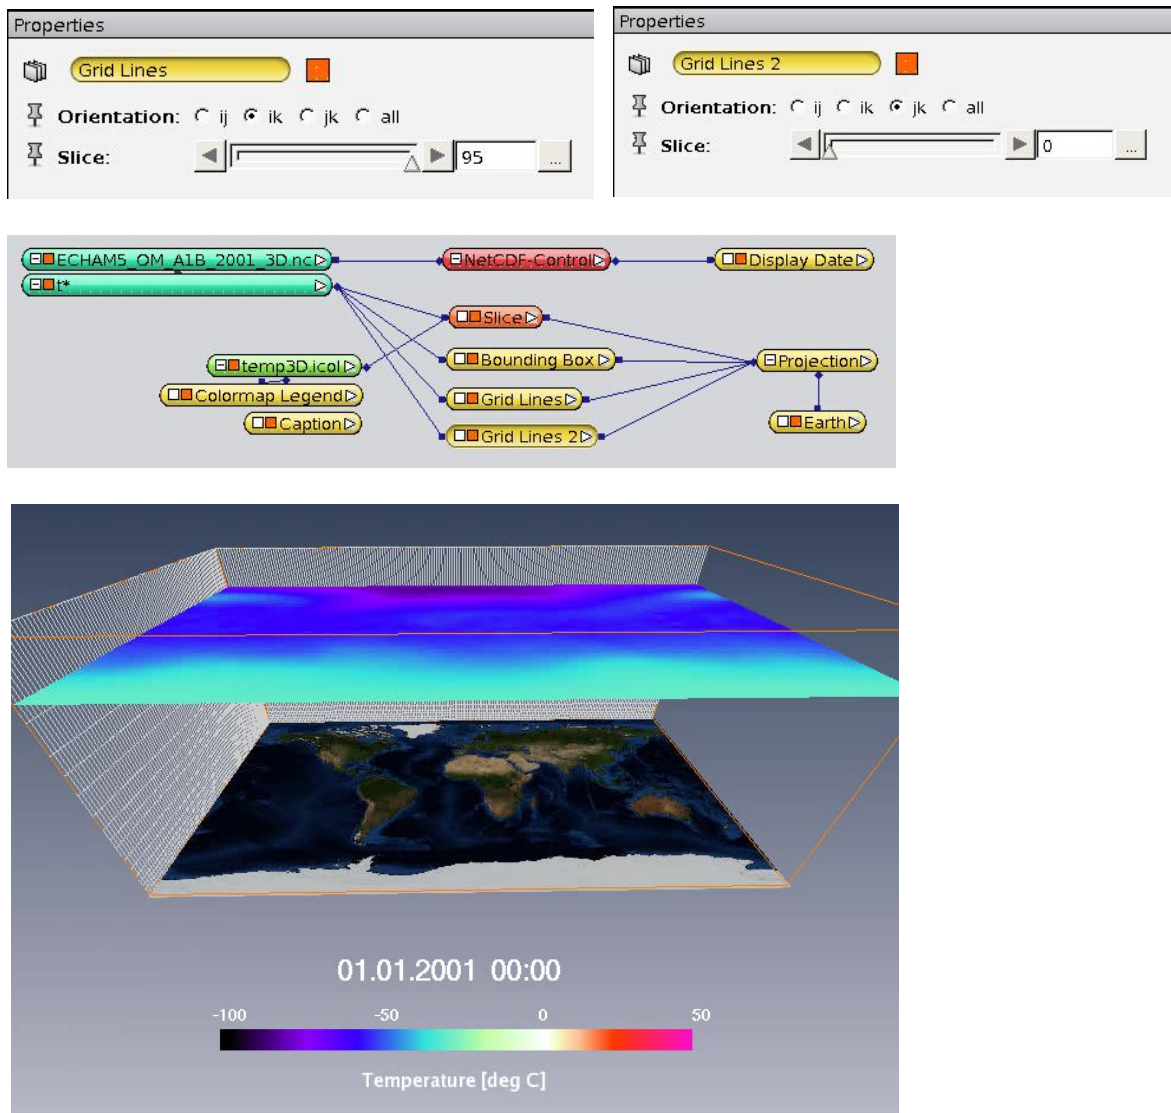 Properties
Grid Lines
Orientation: ij ik jk all
Slice: 95 ...
Properties
Grid Lines 2
Orientation: ij ik jk all
Slice: 0 ...
ECHAM5_OM_A1B_2001_3D.nc NetCDF-Control Display Date
t*
Slice
temp3D.icol Bounding Box Projection
Colormap Legend Grid Lines
Caption Grid Lines 2 Earth
01.01.2001 00:00
-100 -50 0 50
Temperature [deg C]